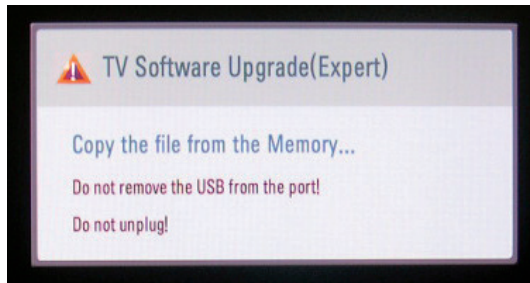 TV Software Upgrade(Expert)
Copy the file from the Memory...
Do not remove the USB from the port!
Do not unplug!